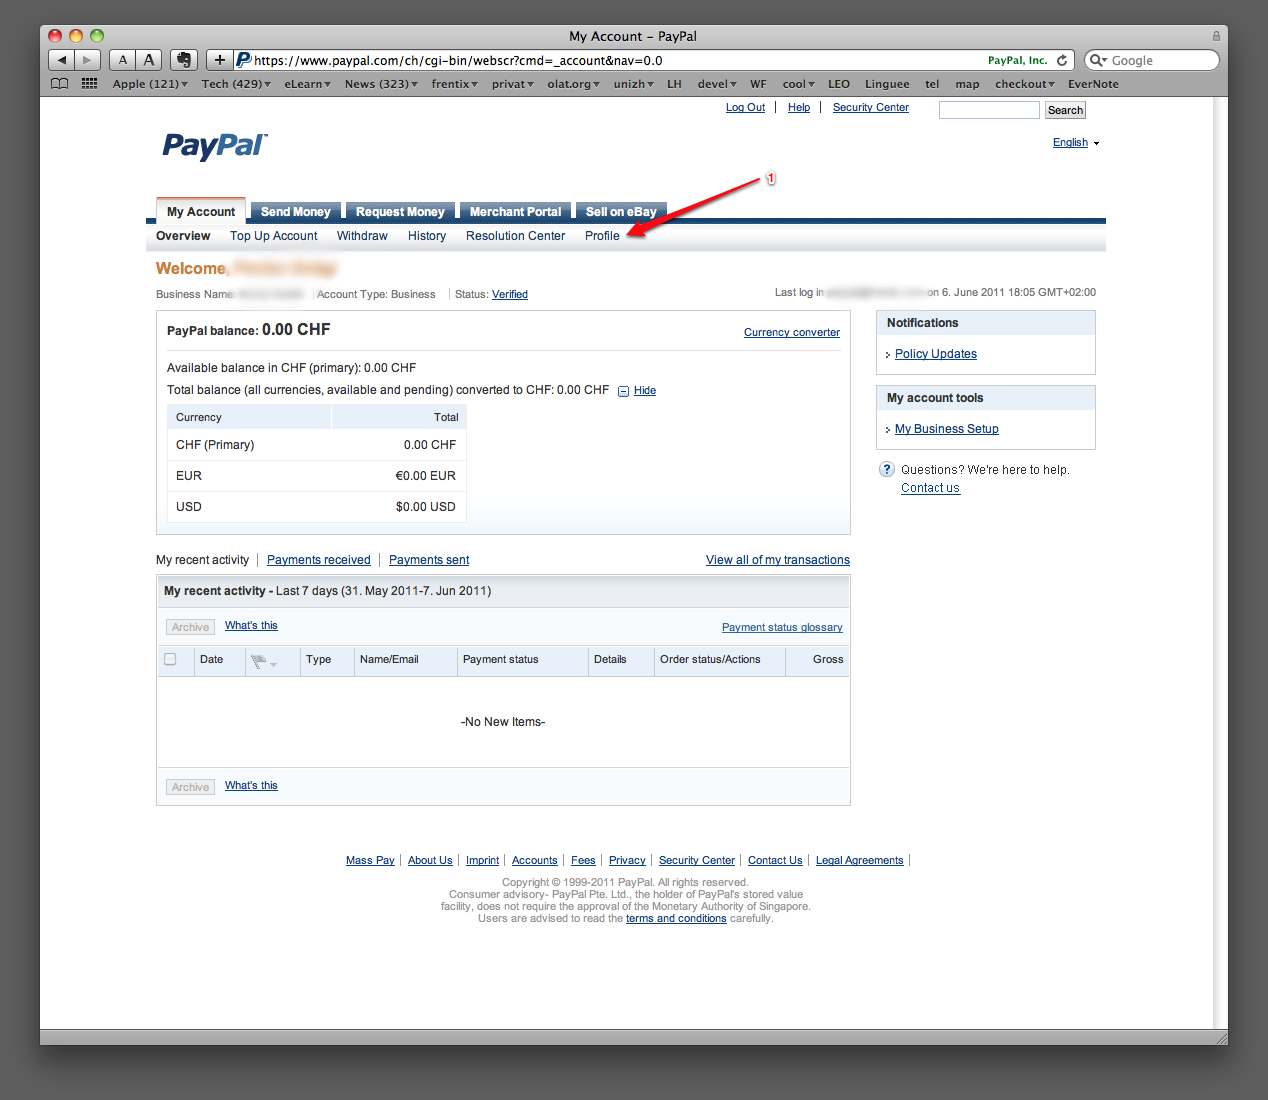 My Account – PayPal
A A + https://www.paypal.com/ch/cgi-bin/webscr?cmd=_account&nav=0.0 PayPal, Inc. Google
Apple (121) Tech (429) eLearn News (323) frentix privat olat.org unizh LH devel WF cool LEO Linguee tel map checkout EverNote
Log Out Help Security Center Search
PayPal™
English
1
My Account Send Money Request Money Merchant Portal Sell on eBay
Overview Top Up Account Withdraw History Resolution Center Profile
Welcome,
Business Name: Account Type: Business Status: Verified
Last log in on 6. June 2011 18:05 GMT+02:00
PayPal balance: 0.00 CHF
Currency converter
Available balance in CHF (primary): 0.00 CHF
Total balance (all currencies, available and pending) converted to CHF: 0.00 CHF Hide
Currency Total
CHF (Primary) 0.00 CHF
EUR €0.00 EUR
USD $0.00 USD
Notifications
Policy Updates
My account tools
My Business Setup
? Questions? We're here to help.
Contact us
My recent activity Payments received Payments sent View all of my transactions
My recent activity - Last 7 days (31. May 2011-7. Jun 2011)
Archive What's this Payment status glossary
Date Type Name/Email Payment status Details Order status/Actions Gross
-No New Items-
Archive What's this
Mass Pay About Us Imprint Accounts Fees Privacy Security Center Contact Us Legal Agreements
Copyright © 1999-2011 PayPal. All rights reserved.
Consumer advisory- PayPal Pte. Ltd., the holder of PayPal's stored value
facility, does not require the approval of the Monetary Authority of Singapore.
Users are advised to read the terms and conditions carefully.